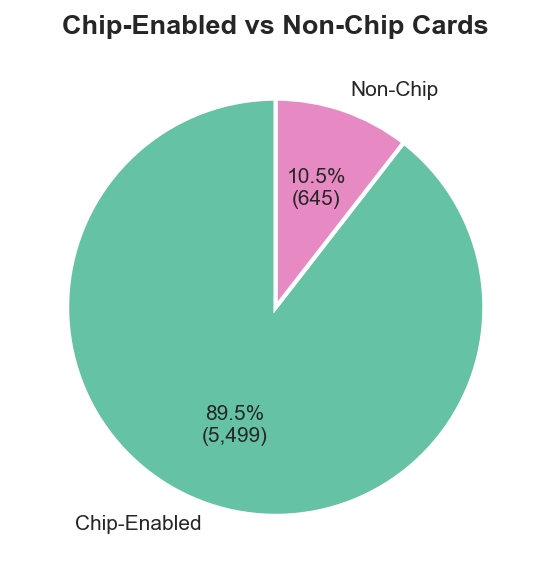 Chip-Enabled vs Non-Chip Cards
Non-Chip
10.5%
(645)
89.5%
(5,499)
Chip-Enabled